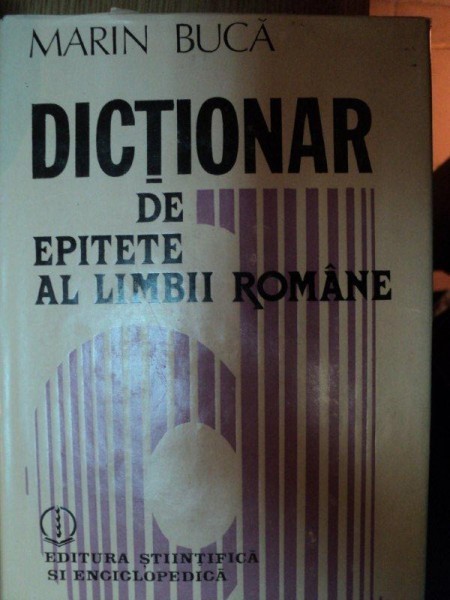 MARIN BUCĂ
DICȚIONAR
DE
EPITETE
AL LIMBII ROMÂNE
EDITURA ȘTIINȚIFICĂ
ȘI ENCICLOPEDICĂ